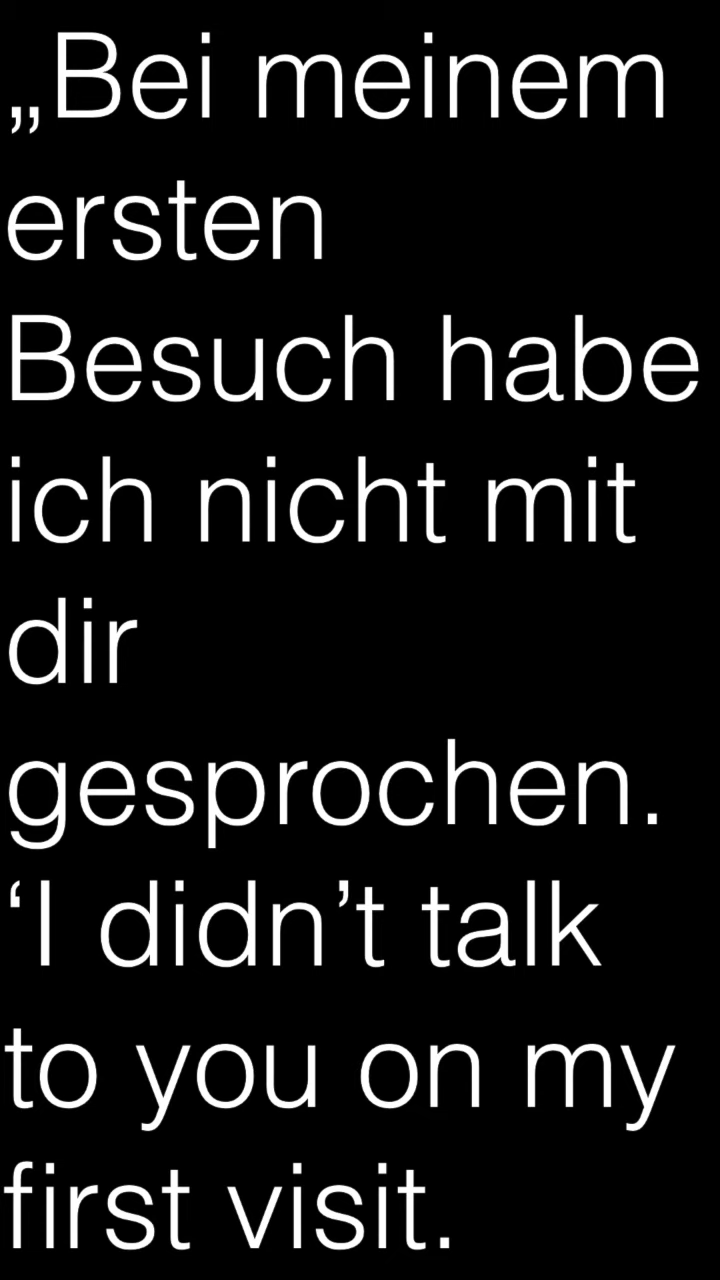 „Bei meinem
ersten
Besuch habe
ich nicht mit
dir
gesprochen.
‘I didn’t talk
to you on my
first visit.